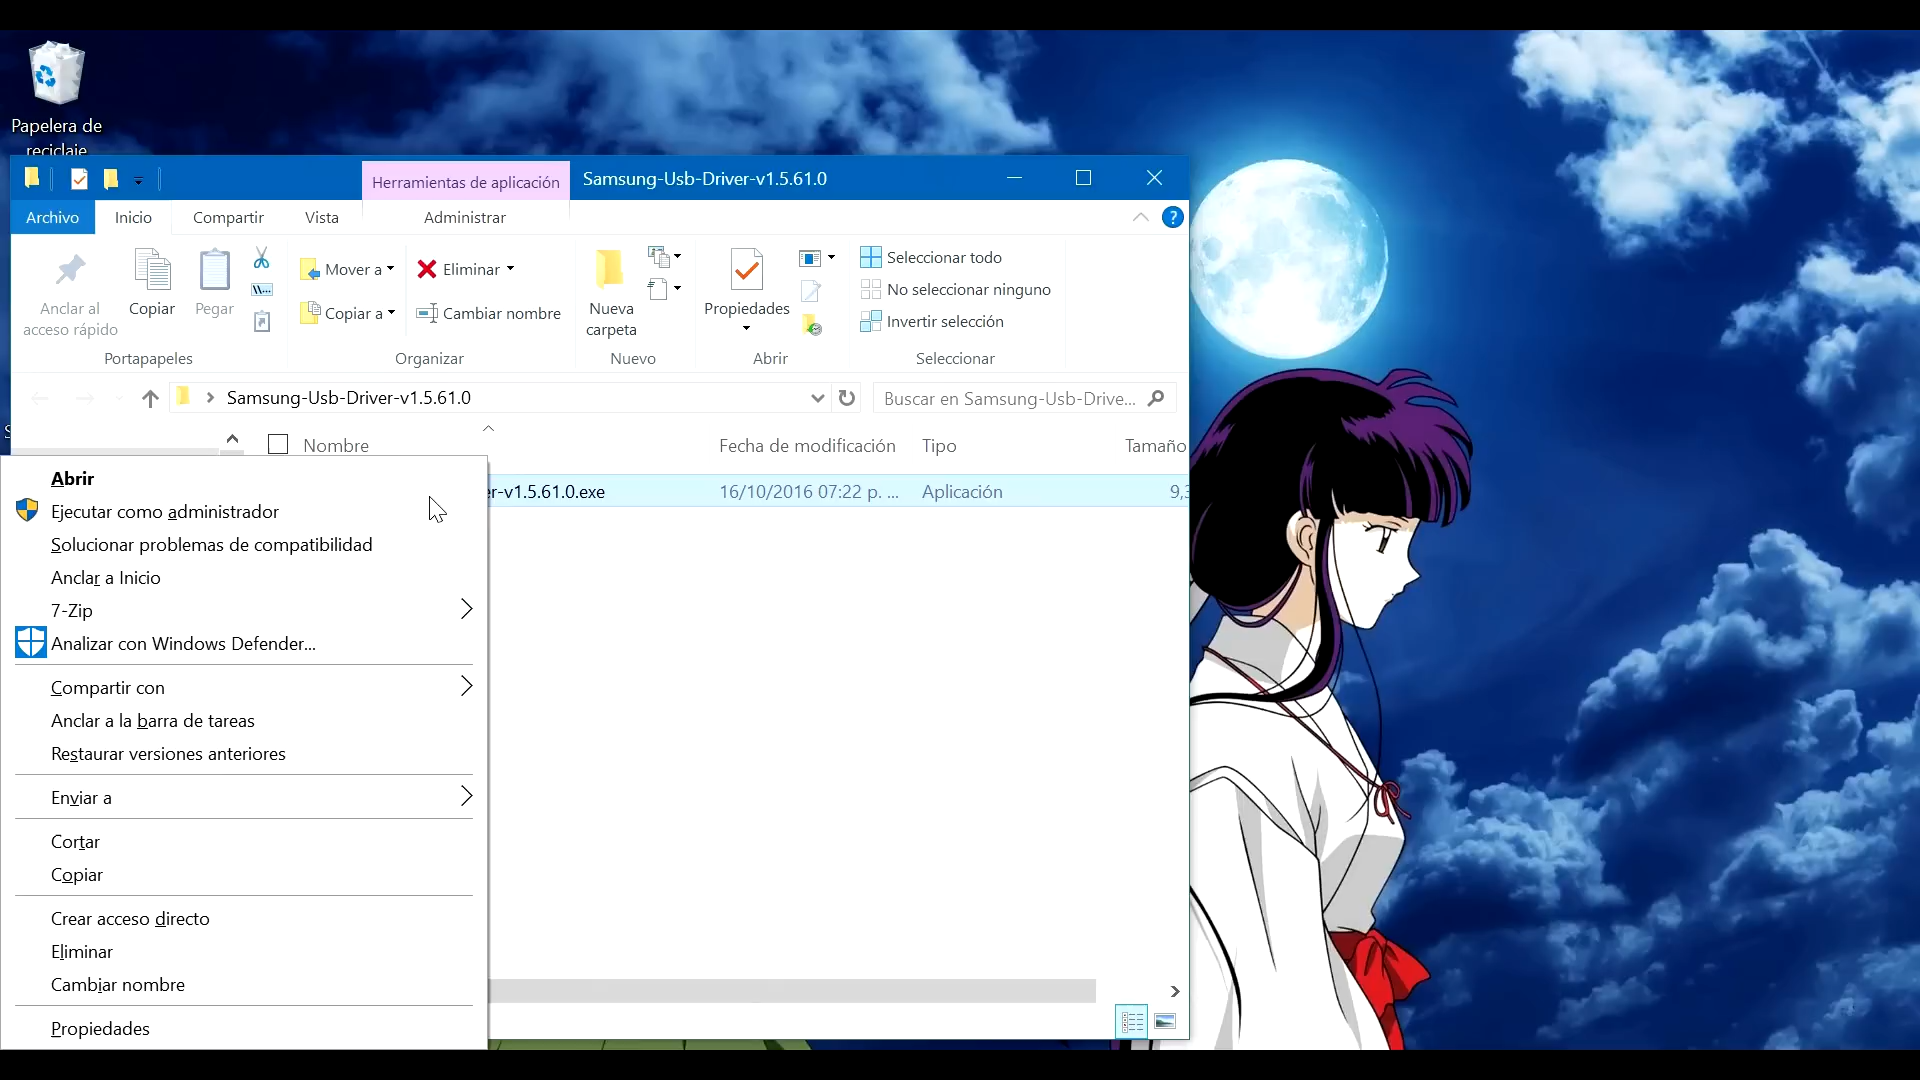 Papelera de
reciclaje
Herramientas de aplicación
Samsung-Usb-Driver-v1.5.61.0
Archivo
Inicio
Compartir
Vista
Administrar
?
Anclar al
acceso rápido
Copiar
Pegar
Mover a
Copiar a
Eliminar
Cambiar nombre
Nueva
carpeta
Propiedades
Seleccionar todo
No seleccionar ninguno
Invertir selección
Portapapeles
Organizar
Nuevo
Abrir
Seleccionar
Samsung-Usb-Driver-v1.5.61.0
Buscar en Samsung-Usb-Drive...
Nombre
Fecha de modificación
Tipo
Tamaño
er-v1.5.61.0.exe
16/10/2016 07:22 p. ...
Aplicación
9,3
Abrir
Ejecutar como administrador
Solucionar problemas de compatibilidad
Anclar a Inicio
7-Zip
Analizar con Windows Defender...
Compartir con
Anclar a la barra de tareas
Restaurar versiones anteriores
Enviar a
Cortar
Copiar
Crear acceso directo
Eliminar
Cambiar nombre
Propiedades